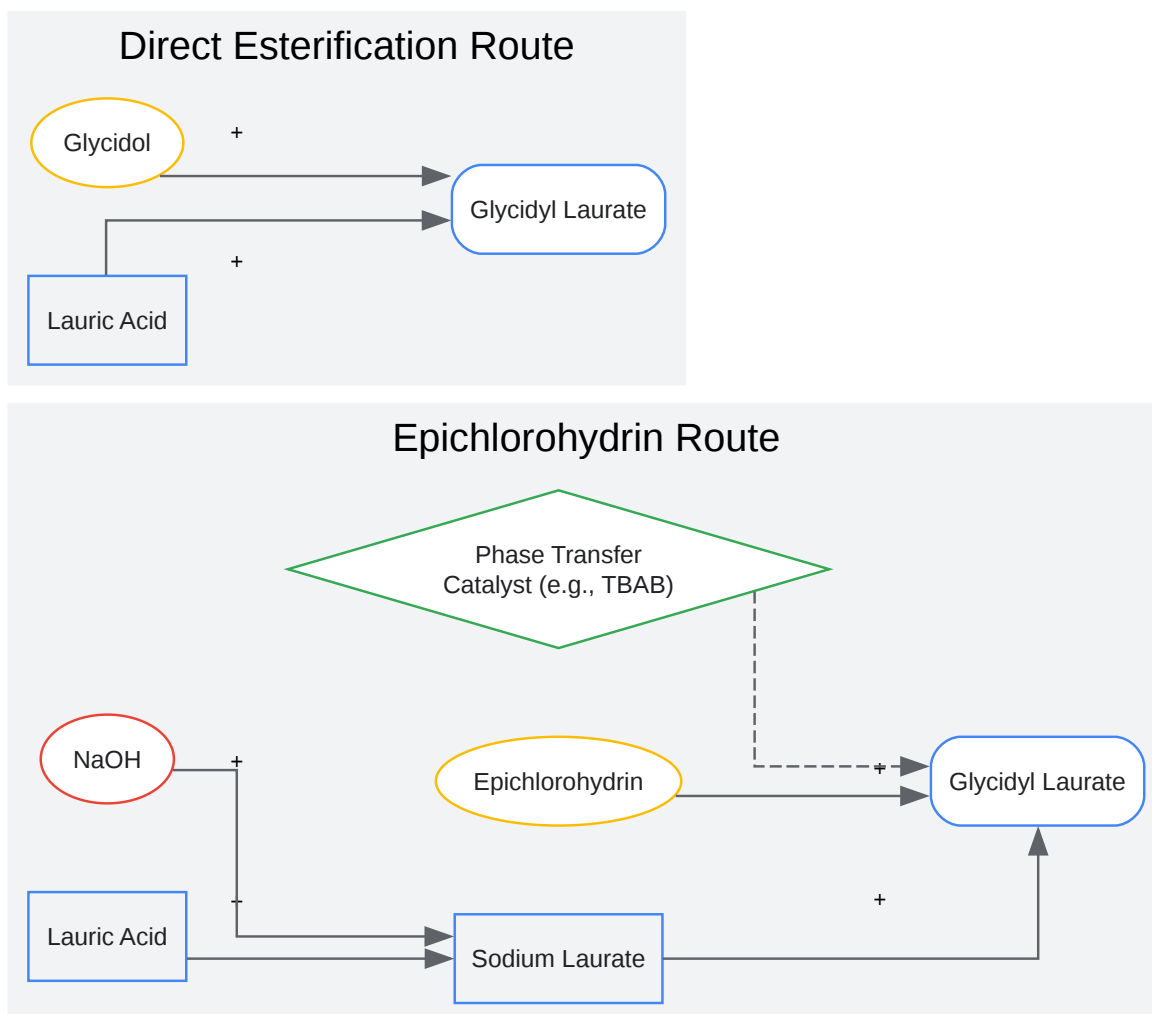 Direct Esterification Route
Glycidol
+
Glycidyl Laurate
+
Lauric Acid
Epichlorohydrin Route
Phase Transfer
Catalyst (e.g., TBAB)
NaOH
+
Epichlorohydrin
+
Glycidyl Laurate
+
+
Lauric Acid
Sodium Laurate